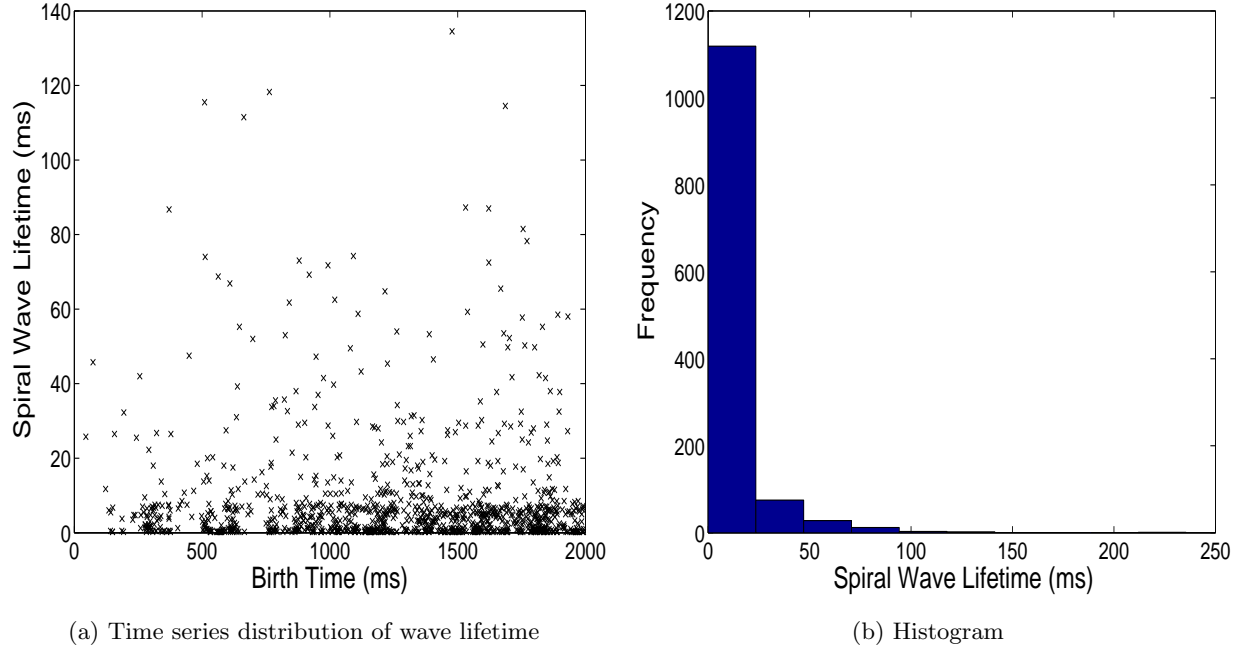 140
120
100
80
60
40
20
0
Spiral Wave Lifetime (ms)
0 500 1000 1500 2000
Birth Time (ms)
(a) Time series distribution of wave lifetime
1200
1000
800
600
400
200
0
Frequency
0 50 100 150 200 250
Spiral Wave Lifetime (ms)
(b) Histogram